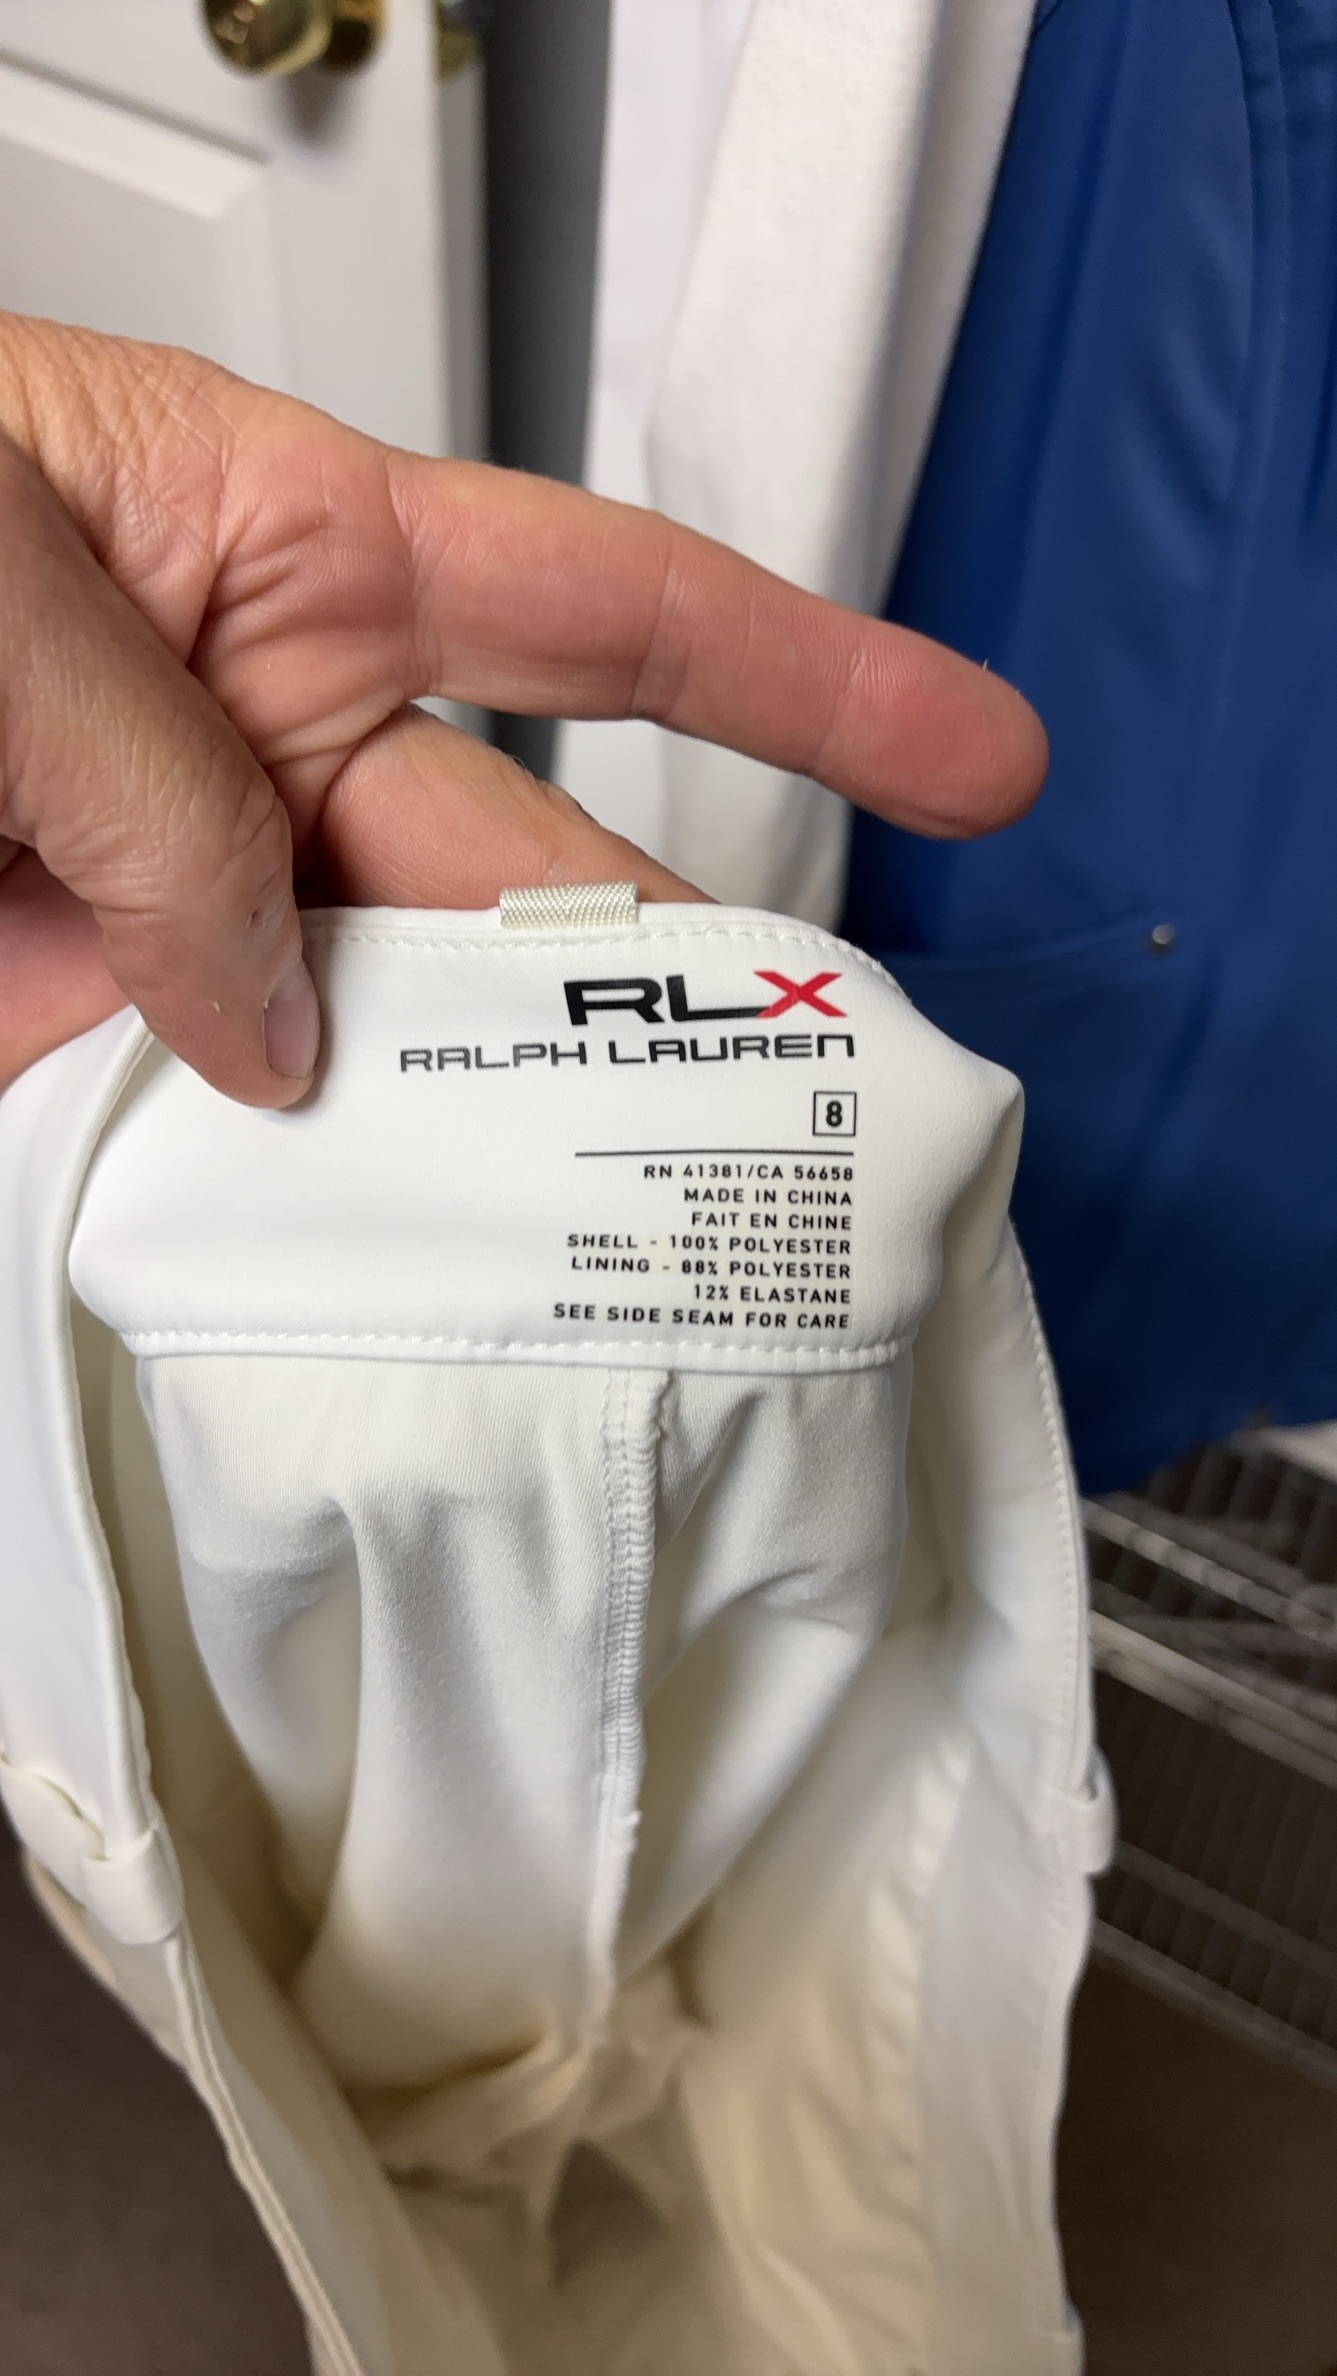 RLX
RALPH LAUREN
8
RN 41381/CA 56658
MADE IN CHINA
FAIT EN CHINE
SHELL - 100% POLYESTER
LINING - 88% POLYESTER
12% ELASTANE
SEE SIDE SEAM FOR CARE